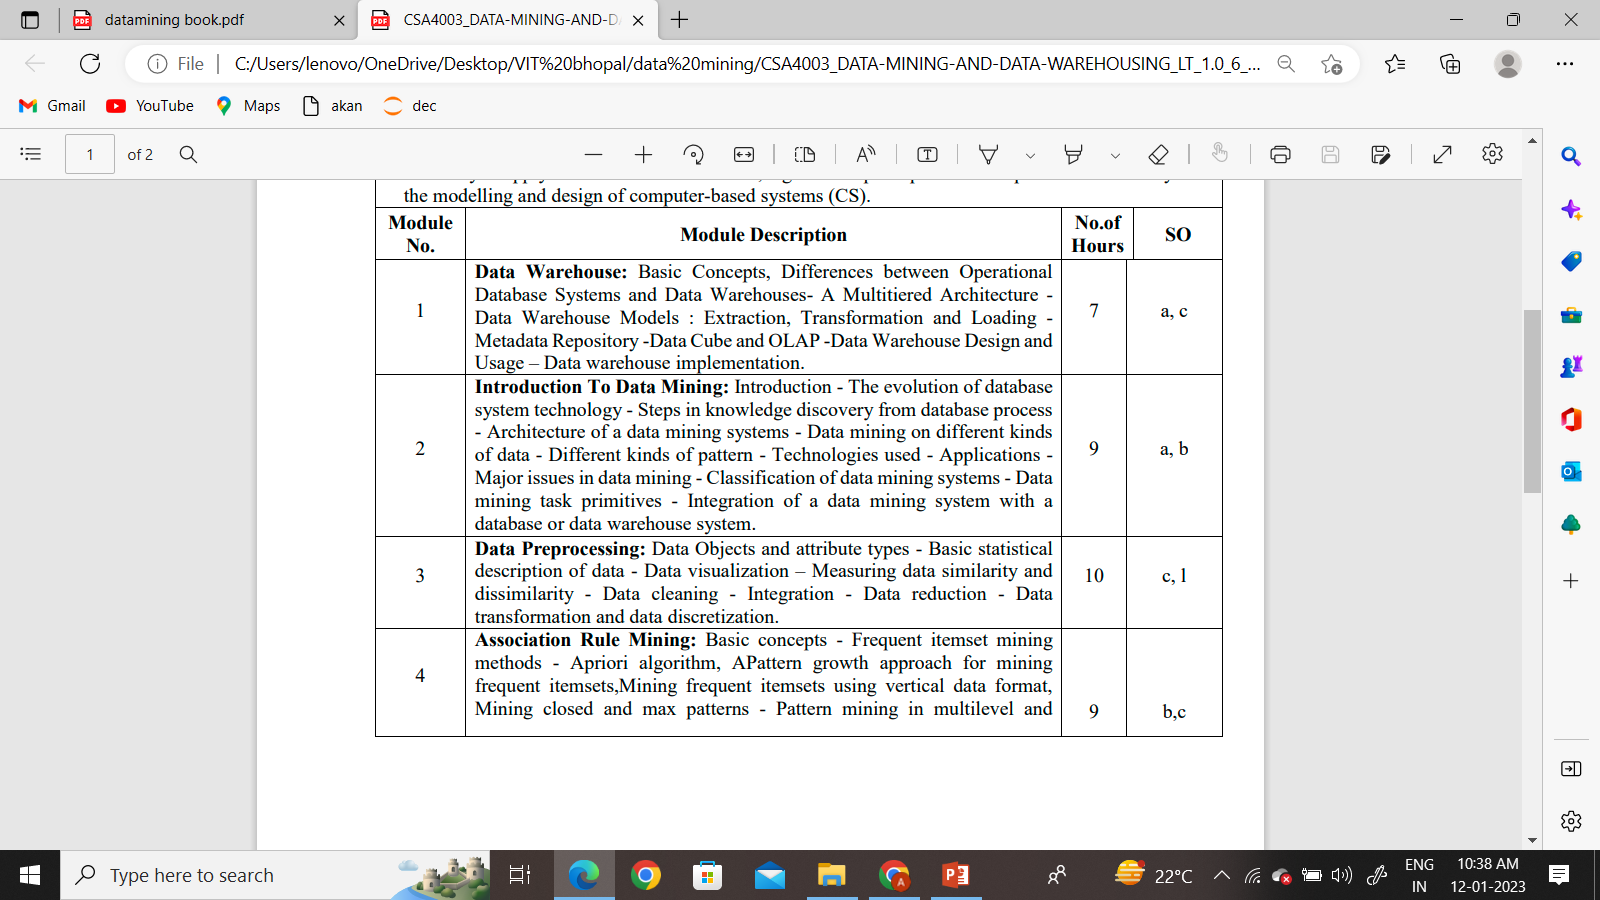 datamining book.pdf
CSA4003_DATA-MINING-AND-D
File
C:/Users/lenovo/OneDrive/Desktop/VIT%20bhopal/data%20mining/CSA4003_DATA-MINING-AND-DATA-WAREHOUSING_LT_1.0_6_...
Gmail
YouTube
Maps
akan
dec
1
of 2
the modelling and design of computer-based systems (CS).
Module No.
Module Description
No.of Hours
SO
1
Data Warehouse: Basic Concepts, Differences between Operational
Database Systems and Data Warehouses- A Multitiered Architecture -
Data Warehouse Models : Extraction, Transformation and Loading -
Metadata Repository -Data Cube and OLAP -Data Warehouse Design and
Usage – Data warehouse implementation.
7
a, c
2
Introduction To Data Mining: Introduction - The evolution of database
system technology - Steps in knowledge discovery from database process
- Architecture of a data mining systems - Data mining on different kinds
of data - Different kinds of pattern - Technologies used - Applications -
Major issues in data mining - Classification of data mining systems - Data
mining task primitives - Integration of a data mining system with a
database or data warehouse system.
9
a, b
3
Data Preprocessing: Data Objects and attribute types - Basic statistical
description of data - Data visualization – Measuring data similarity and
dissimilarity - Data cleaning - Integration - Data reduction - Data
transformation and data discretization.
10
c, l
4
Association Rule Mining: Basic concepts - Frequent itemset mining
methods - Apriori algorithm, APattern growth approach for mining
frequent itemsets,Mining frequent itemsets using vertical data format,
Mining closed and max patterns - Pattern mining in multilevel and
9
b,c
Type here to search
22°C
ENG
IN
10:38 AM
12-01-2023